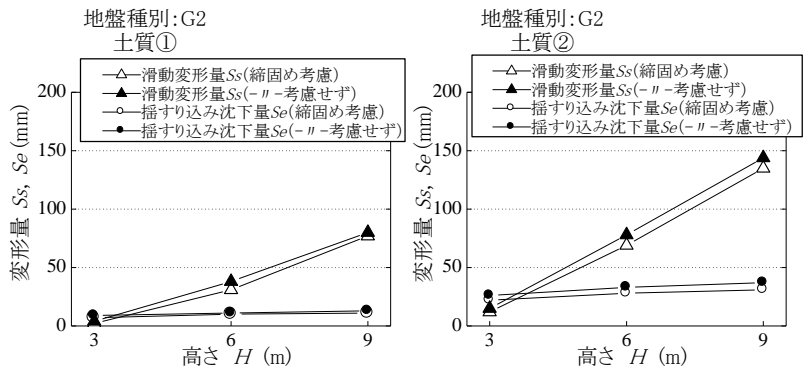 地盤種別:G2
土質①
滑動変形量Ss(締固め考慮)
滑動変形量Ss(-〃-考慮せず)
揺すり込み沈下量Se(締固め考慮)
揺すり込み沈下量Se(-〃-考慮せず)
変形量 Ss, Se (mm)
200
150
100
50
0
3 6 9
高さ H (m)
地盤種別:G2
土質②
滑動変形量Ss(締固め考慮)
滑動変形量Ss(-〃-考慮せず)
揺すり込み沈下量Se(締固め考慮)
揺すり込み沈下量Se(-〃-考慮せず)
変形量 Ss, Se (mm)
200
150
100
50
0
3 6 9
高さ H (m)